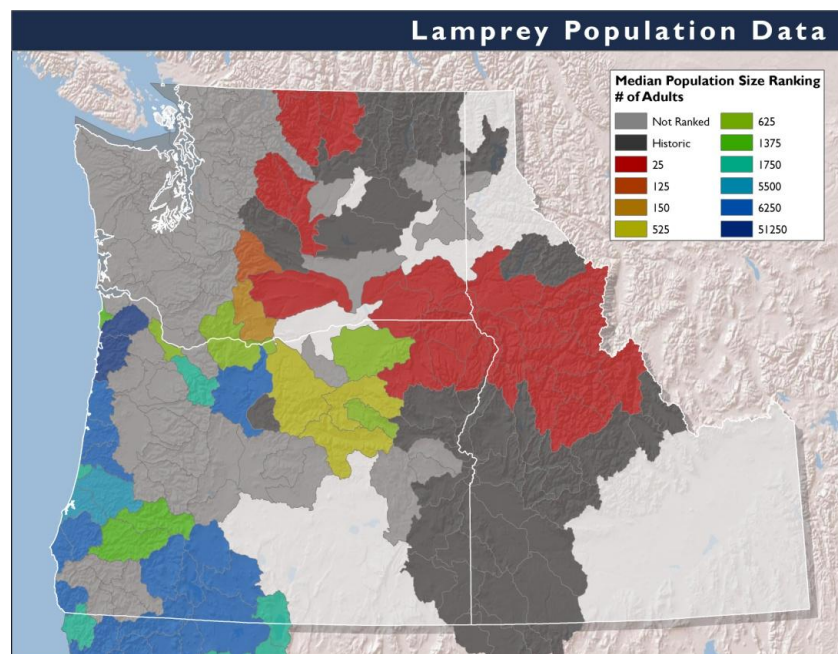 Lamprey Population Data
Median Population Size Ranking
# of Adults
Not Ranked
Historic
25
125
150
525
625
1375
1750
5500
6250
51250